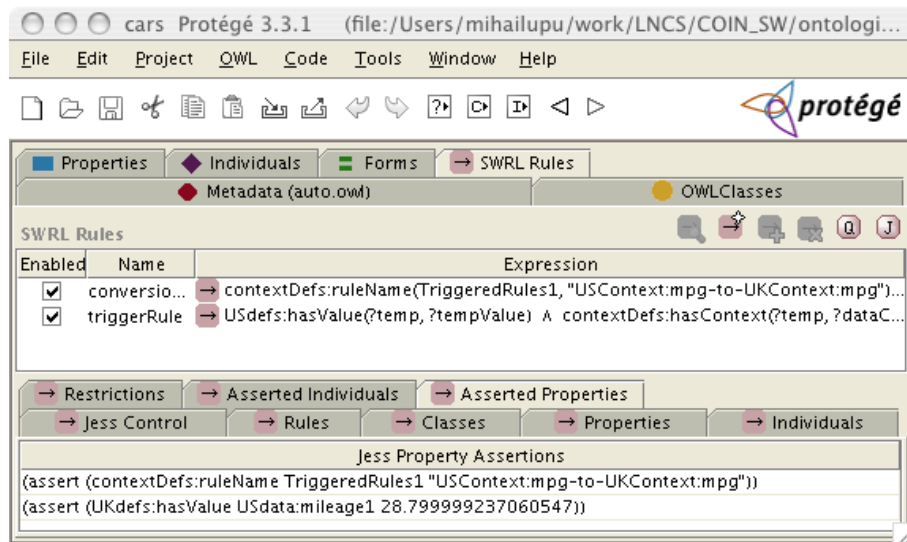 cars Protégé 3.3.1 (file:/Users/mihailupu/work/LNCS/COIN_SW/ontologi...
File Edit Project OWL Code Tools Window Help
protégé
Properties Individuals Forms SWRL Rules
Metadata (auto.owl) OWLClasses
SWRL Rules Q J
Enabled Name Expression
conversio... → contextDefs:ruleName(TriggeredRules1, "USContext:mpg-to-UKContext:mpg")...
triggerRule → USdefs:hasValue(?temp, ?tempValue) ∧ contextDefs:hasContext(?temp, ?dataC...
→ Restrictions → Asserted Individuals → Asserted Properties
→ Jess Control → Rules → Classes → Properties → Individuals
Jess Property Assertions
(assert (contextDefs:ruleName TriggeredRules1 "USContext:mpg-to-UKContext:mpg"))
(assert (UKdefs:hasValue USdata:mileage1 28.799999237060547))